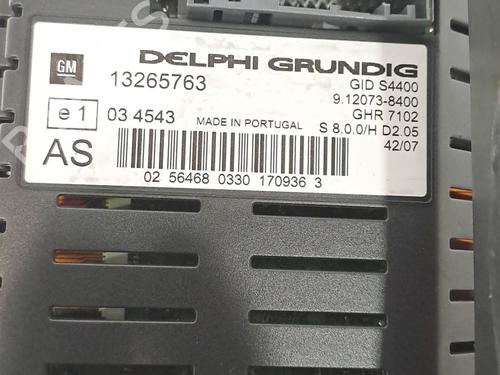 DELPHI GRUNDIG
GM
13265763
GID S4400
9.12073-8400
e1
03 4543
MADE IN PORTUGAL
GHR 7102
S 8.0.0/H D2.05
AS
42/07
02 56468 0330 170936 3